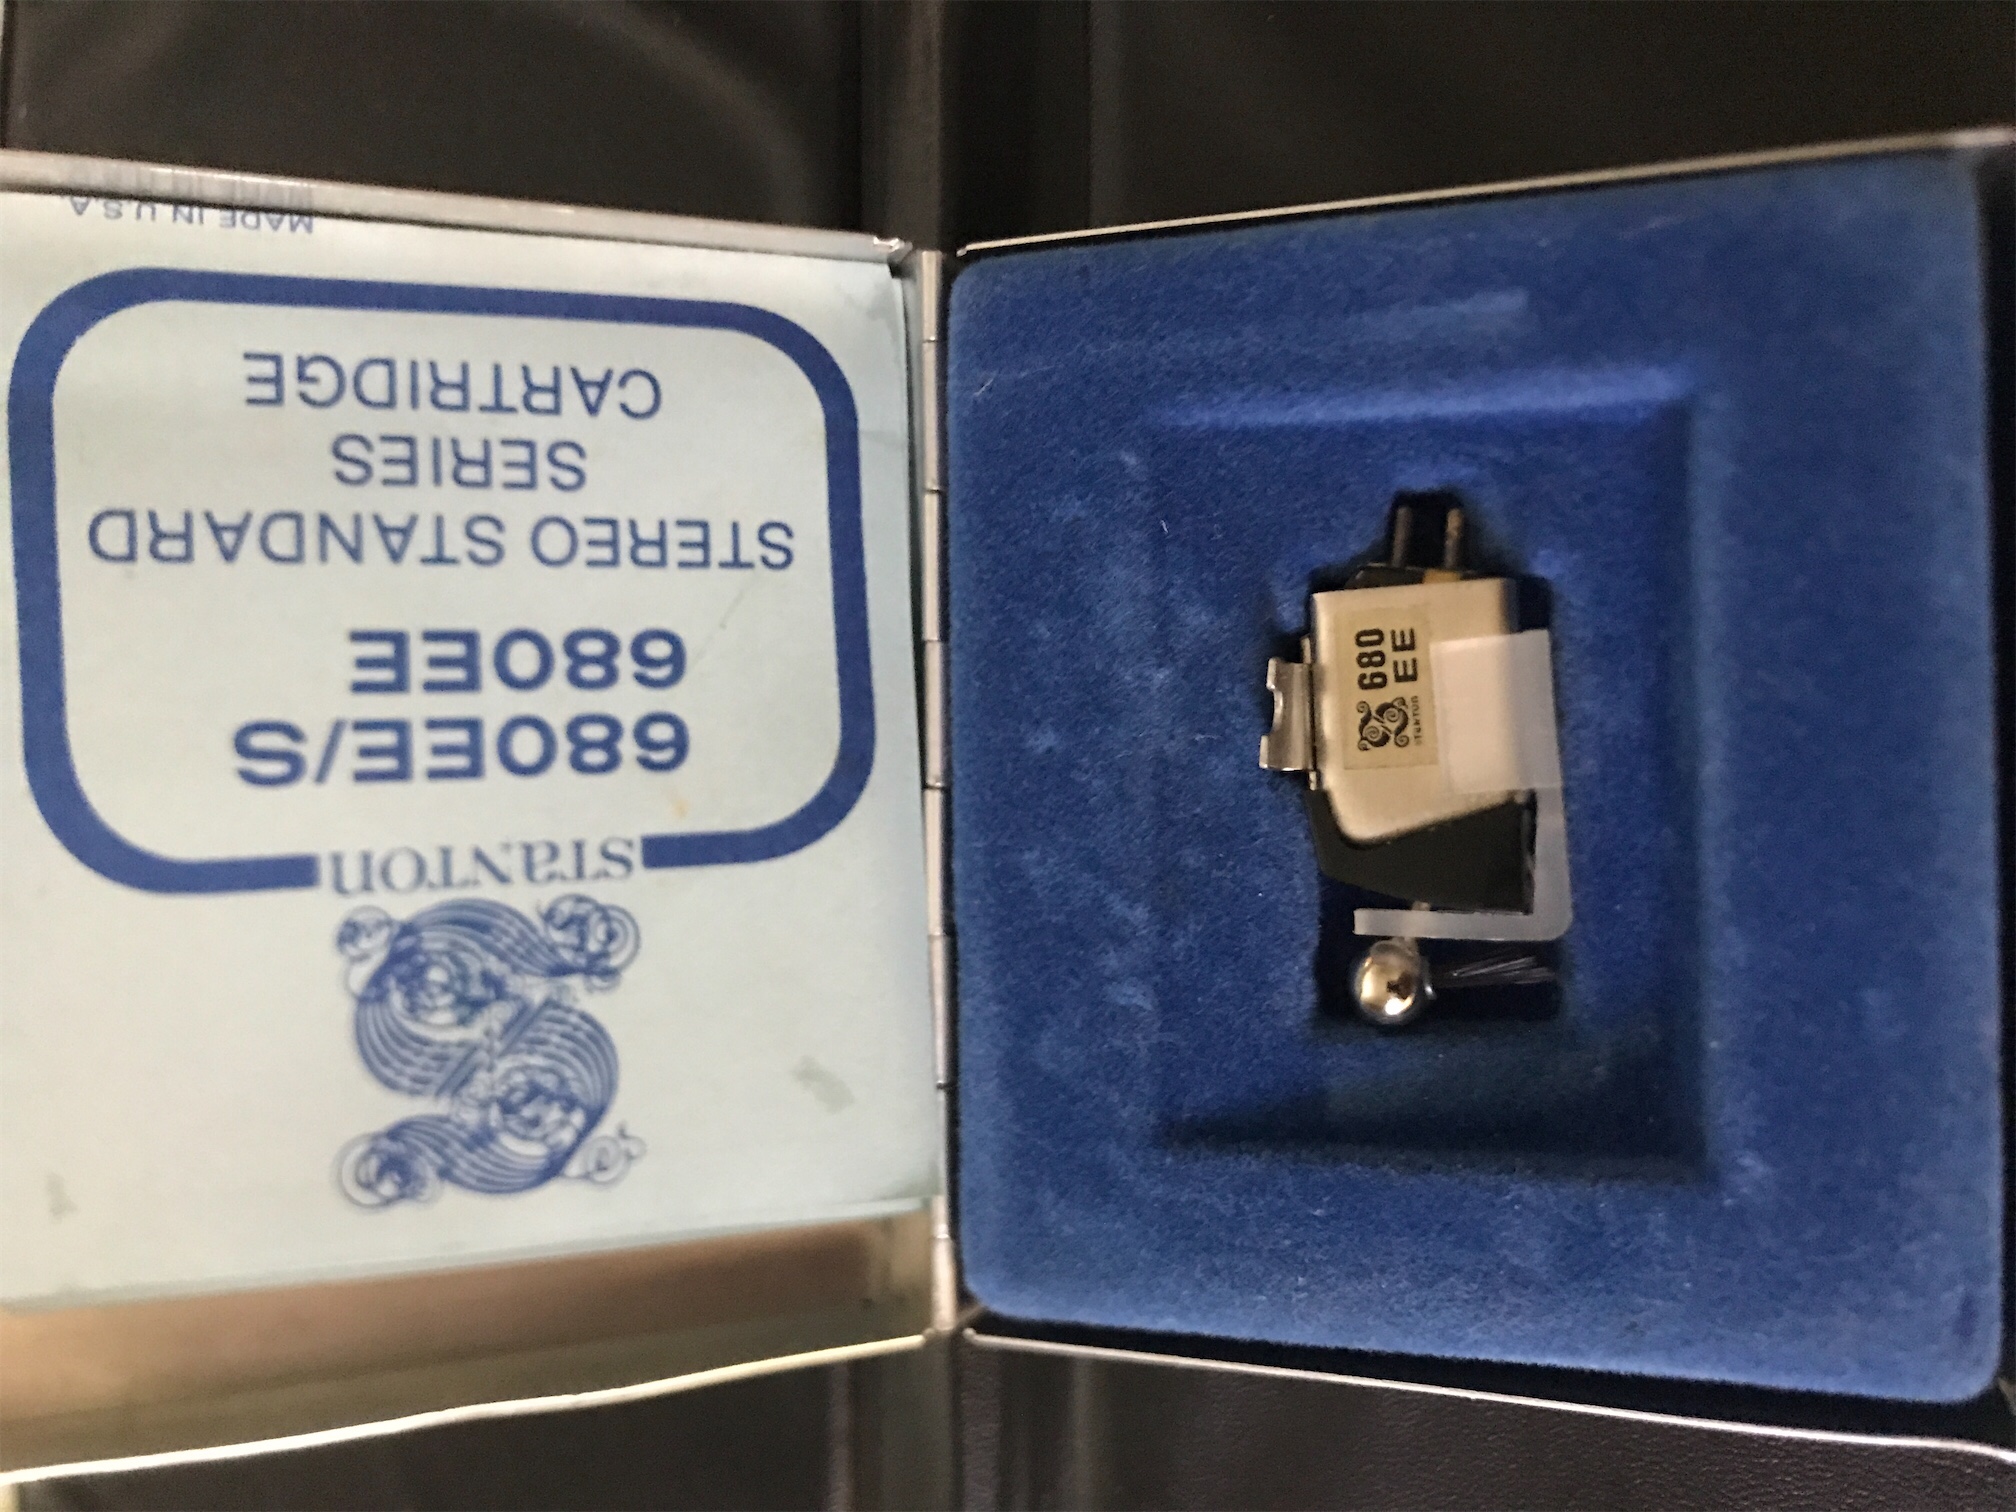 STANTON
680EE/S
680EE
STEREO STANDARD
SERIES
CARTRIDGE
MADE IN U.S.A.
STANTON
680
EE